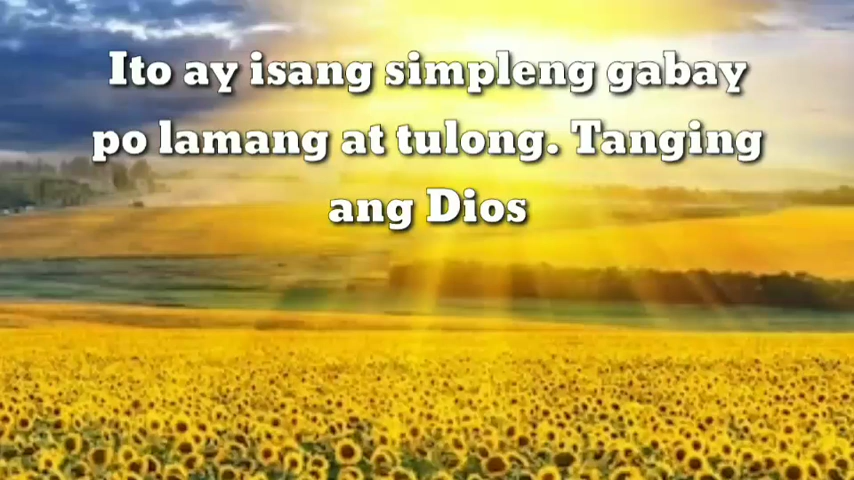 Ito ay isang simpleng gabay
po lamang at tulong. Tanging
ang Dios